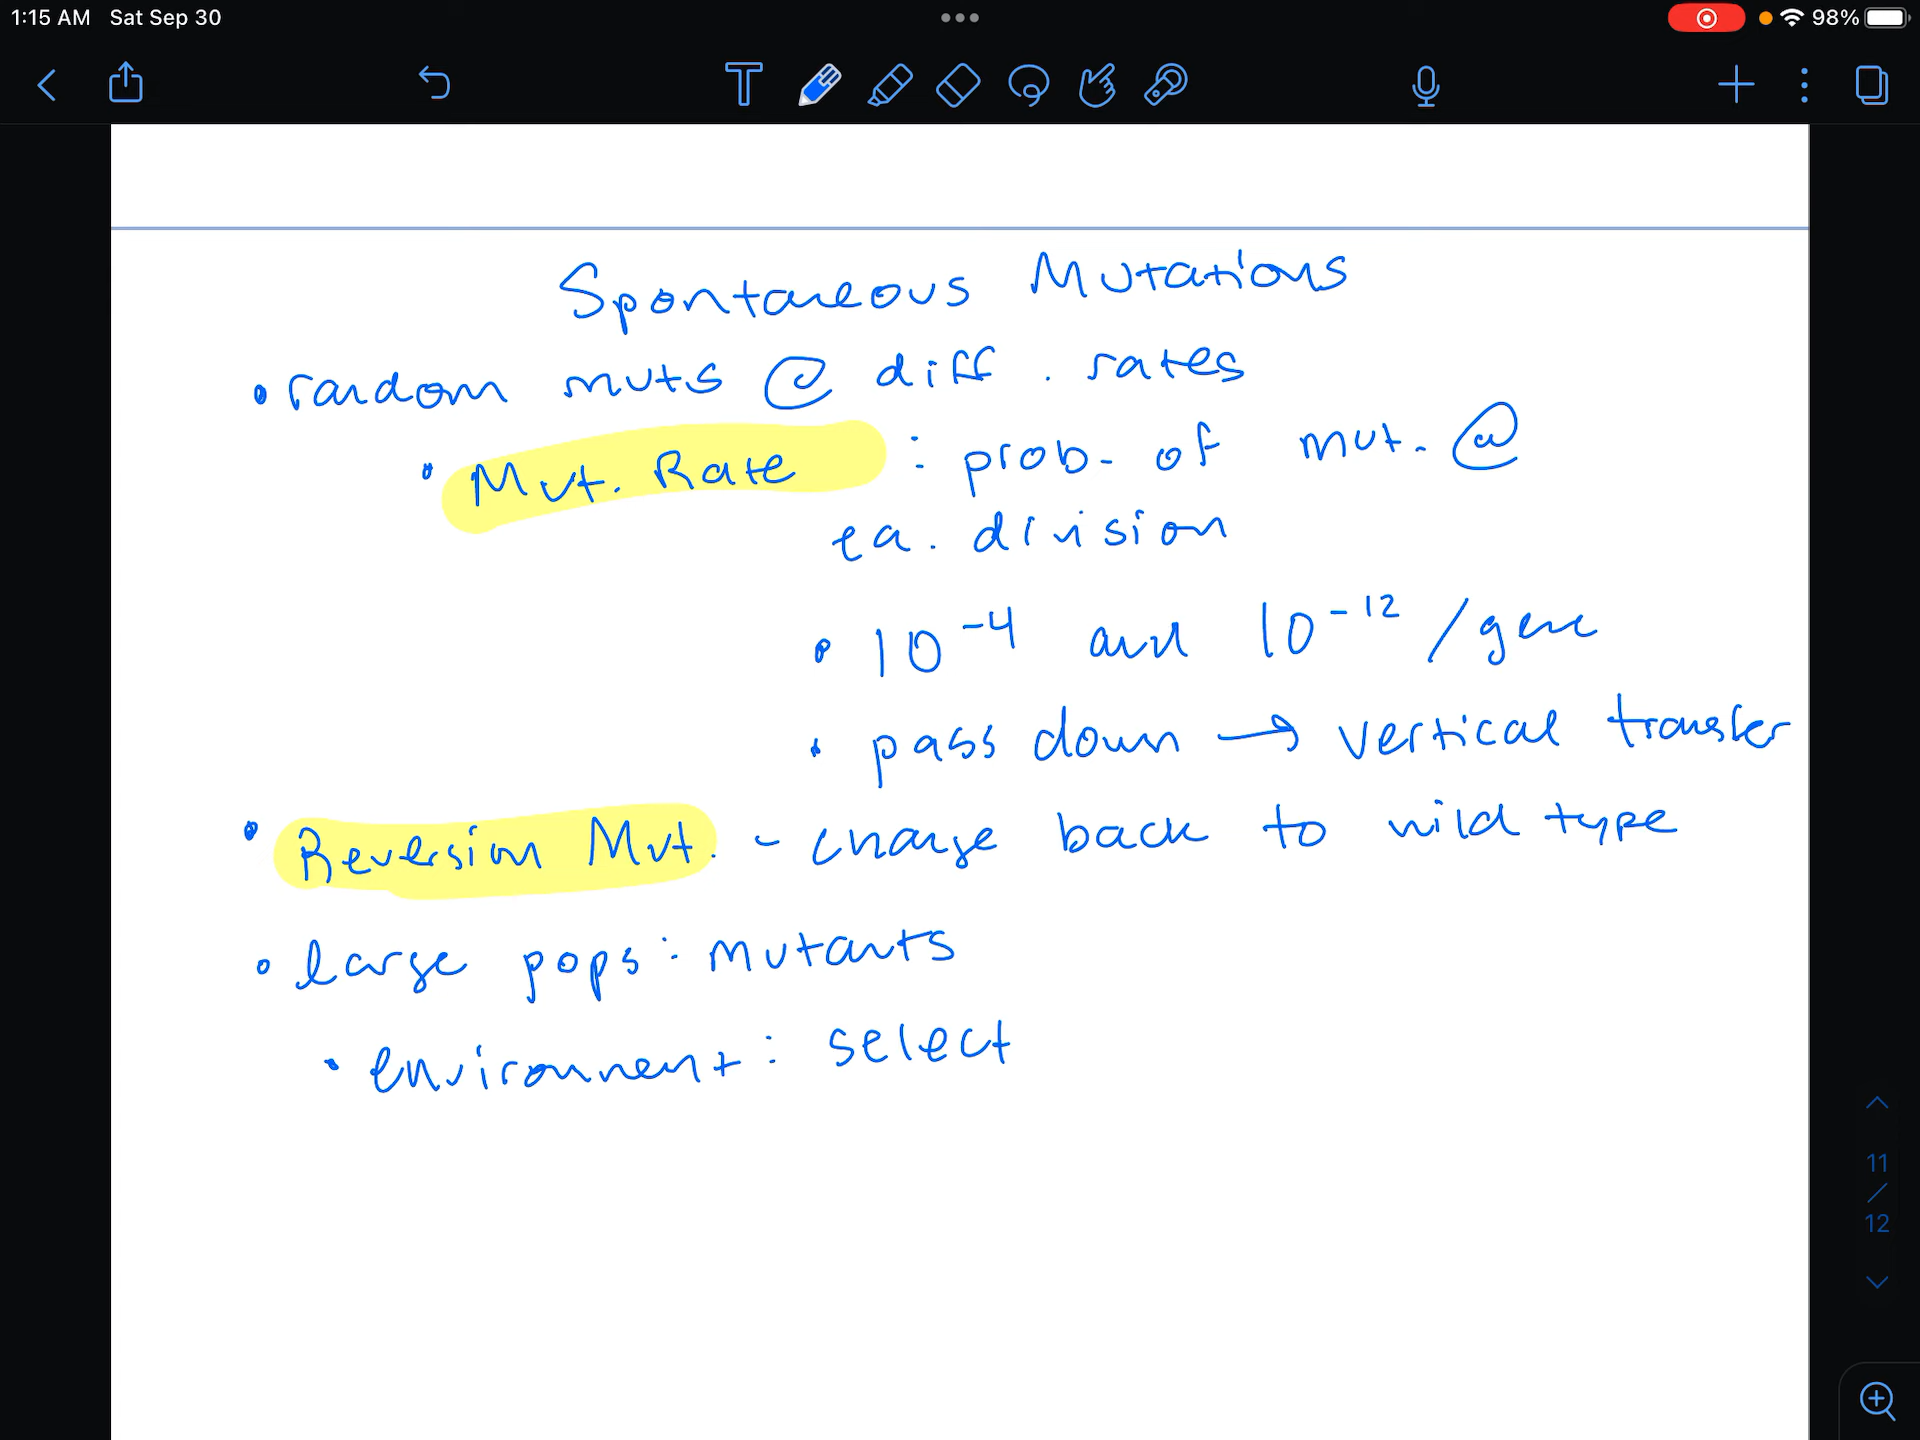 1:15 AM Sat Sep 30
98%
Spontaneous Mutations
• random muts @ diff. rates
• Mut. Rate : prob. of mut. @
ea. division
• 10⁻⁴ and 10⁻¹² /gene
• pass down → vertical transfer
• Reversion Mut. - change back to wild type
• large pops : mutants
• environment : select
11
/
12